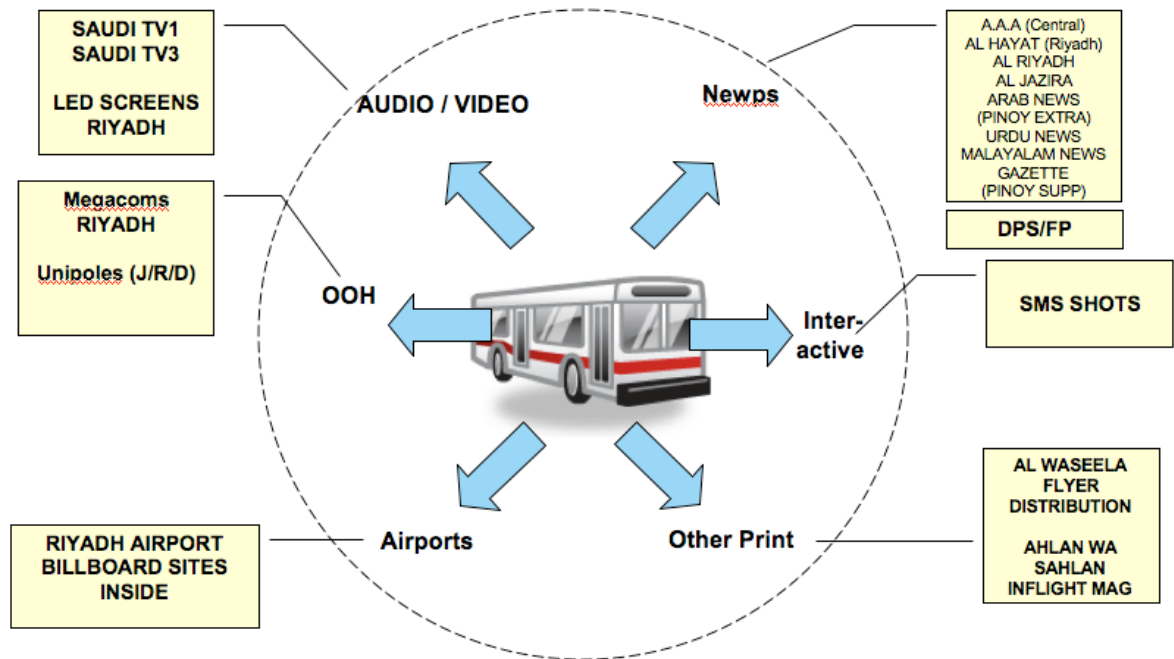 SAUDI TV1
SAUDI TV3
LED SCREENS
RIYADH
AUDIO / VIDEO
Newps
A.A.A (Central)
AL HAYAT (Riyadh)
AL RIYADH
AL JAZIRA
ARAB NEWS
(PINOY EXTRA)
URDU NEWS
MALAYALAM NEWS
GAZETTE
(PINOY SUPP)
DPS/FP
Megacoms
RIYADH
Unipoles (J/R/D)
OOH
Inter-
active
SMS SHOTS
RIYADH AIRPORT
BILLBOARD SITES
INSIDE
Airports
Other Print
AL WASEELA
FLYER
DISTRIBUTION
AHLAN WA
SAHLAN
INFLIGHT MAG